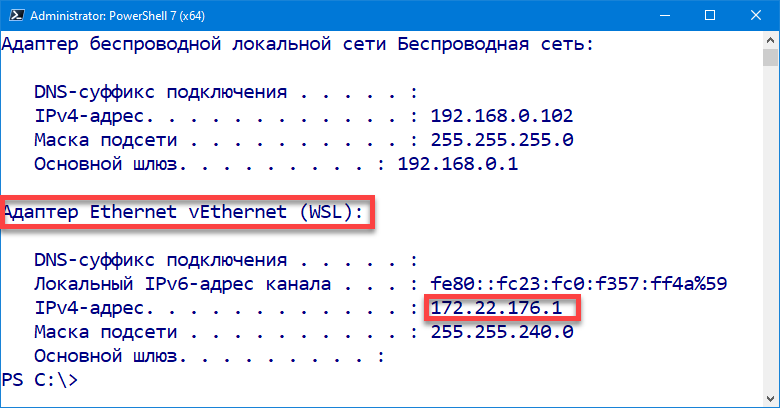 Administrator: PowerShell 7 (x64)
Адаптер беспроводной локальной сети Беспроводная сеть:
DNS-суффикс подключения . . . . . :
IPv4-адрес. . . . . . . . . . . . : 192.168.0.102
Маска подсети . . . . . . . . . . : 255.255.255.0
Основной шлюз. . . . . . . . . : 192.168.0.1
Адаптер Ethernet vEthernet (WSL):
DNS-суффикс подключения . . . . . :
Локальный IPv6-адрес канала . . . : fe80::fc23:fc0:f357:ff4a%59
IPv4-адрес. . . . . . . . . . . . : 172.22.176.1
Маска подсети . . . . . . . . . . : 255.255.240.0
Основной шлюз. . . . . . . . . :
PS C:\>